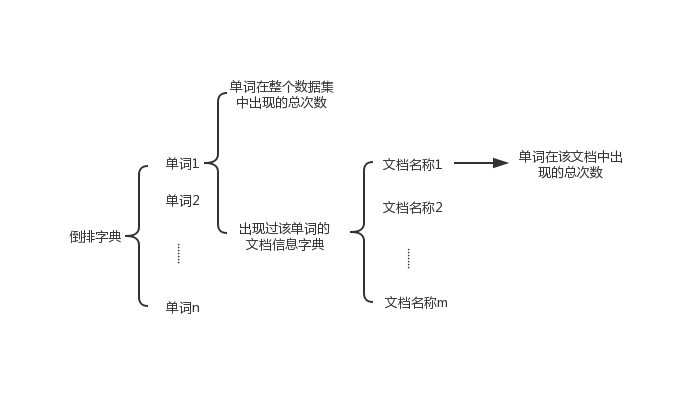 单词在整个数据集
中出现的总次数
单词1
文档名称1
单词在该文档中出
现的总次数
单词2
文档名称2
倒排字典
出现过该单词的
文档信息字典
单词n
文档名称m